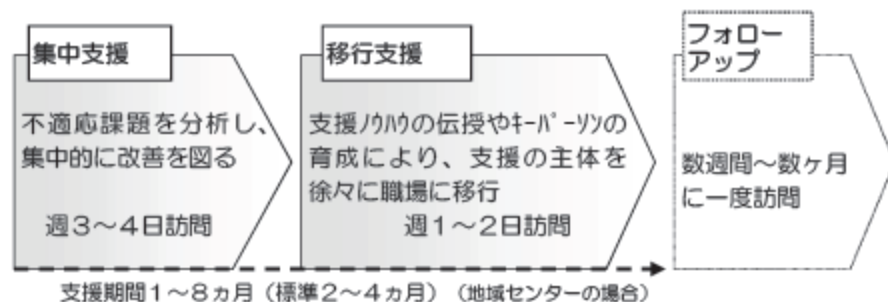 集中支援
不適応課題を分析し、
集中的に改善を図る
週3～4日訪問
移行支援
支援ﾉｳﾊｳの伝授やｷｰﾊﾟｰｿﾝの
育成により、支援の主体を
徐々に職場に移行
週1～2日訪問
フォロー
アップ
数週間～数ヶ月
に一度訪問
支援期間1～8ヵ月（標準2～4ヵ月）（地域センターの場合）